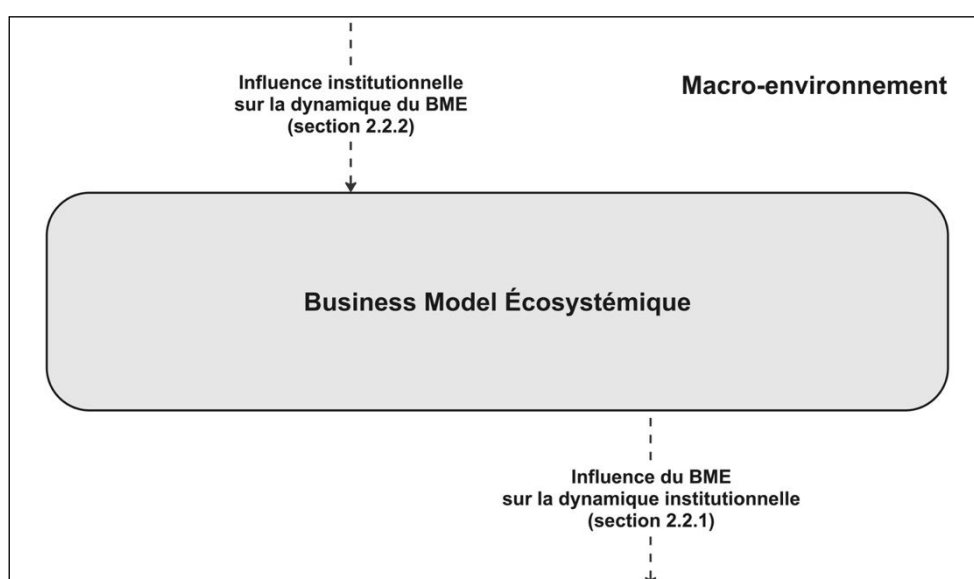 Influence institutionnelle
sur la dynamique du BME
(section 2.2.2)
Macro-environnement
Business Model Écosystémique
Influence du BME
sur la dynamique institutionnelle
(section 2.2.1)